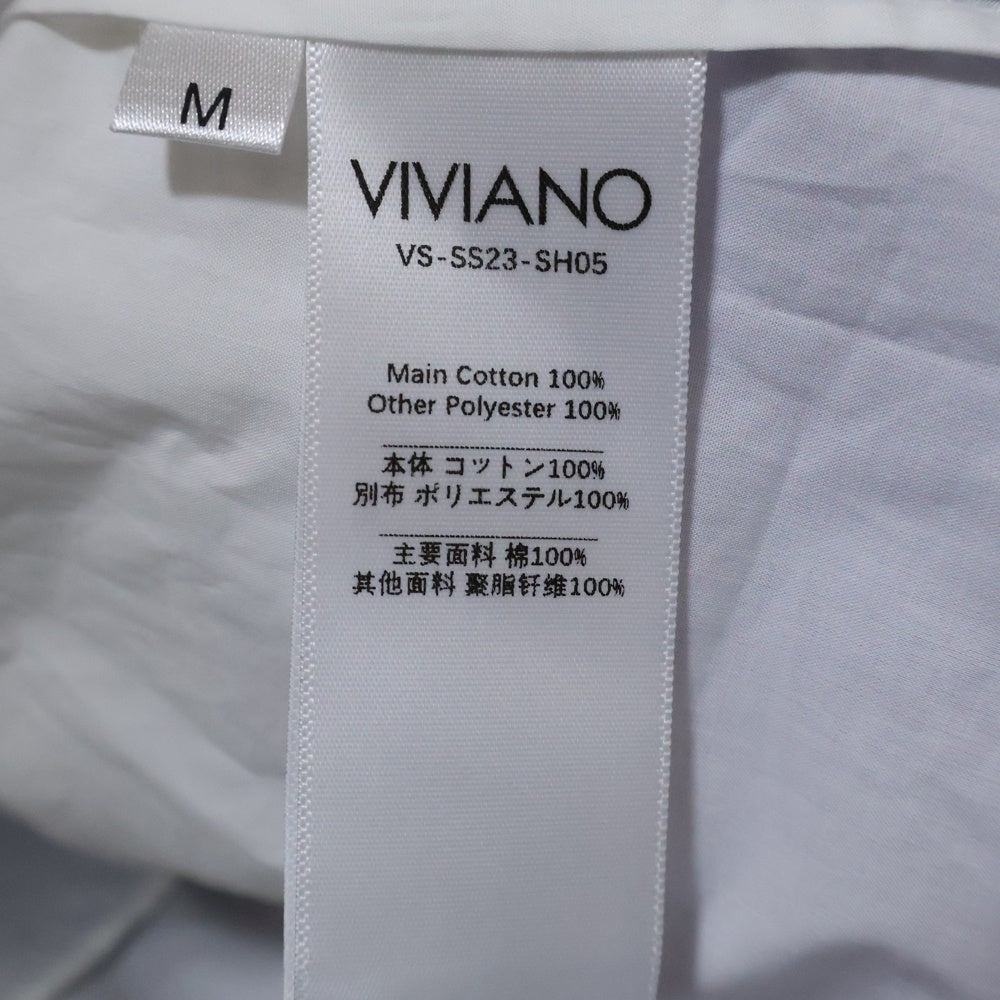 M
VIVIANO
VS-SS23-SH05
Main Cotton 100%
Other Polyester 100%
本体 コットン100%
別布 ポリエステル100%
主要面料 棉100%
其他面料 聚脂钎维100%